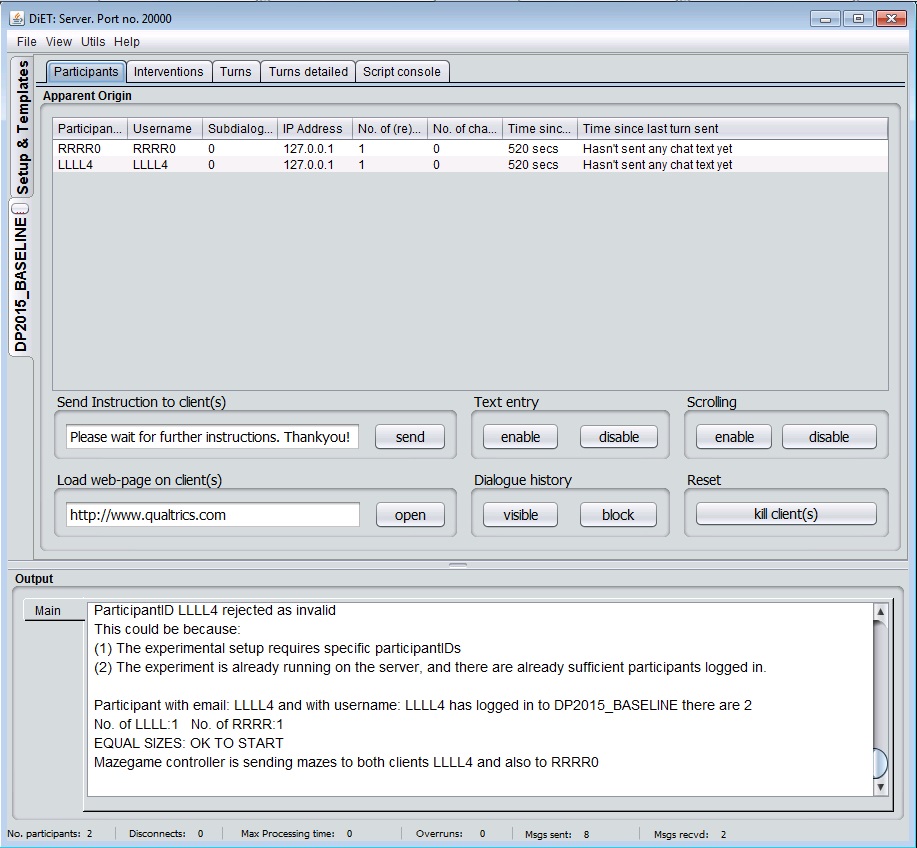 DiET: Server. Port no. 20000
File View Utils Help
Setup & Templates
DP2015_BASELINE
Participants Interventions Turns Turns detailed Script console
Apparent Origin
Participan... Username Subdialog... IP Address No. of (re)... No. of cha... Time sinc... Time since last turn sent
RRRR0 RRRR0 0 127.0.0.1 1 0 520 secs Hasn't sent any chat text yet
LLLL4 LLLL4 0 127.0.0.1 1 0 520 secs Hasn't sent any chat text yet
Send Instruction to client(s) Text entry Scrolling
Please wait for further instructions. Thankyou! send enable disable enable disable
Load web-page on client(s) Dialogue history Reset
http://www.qualtrics.com open visible block kill client(s)
Output
Main
ParticipantID LLLL4 rejected as invalid
This could be because:
(1) The experimental setup requires specific participantIDs
(2) The experiment is already running on the server, and there are already sufficient participants logged in.
Participant with email: LLLL4 and with username: LLLL4 has logged in to DP2015_BASELINE there are 2
No. of LLLL:1 No. of RRRR:1
EQUAL SIZES: OK TO START
Mazegame controller is sending mazes to both clients LLLL4 and also to RRRR0
No. participants: 2 Disconnects: 0 Max Processing time: 0 Overruns: 0 Msgs sent: 8 Msgs recvd: 2